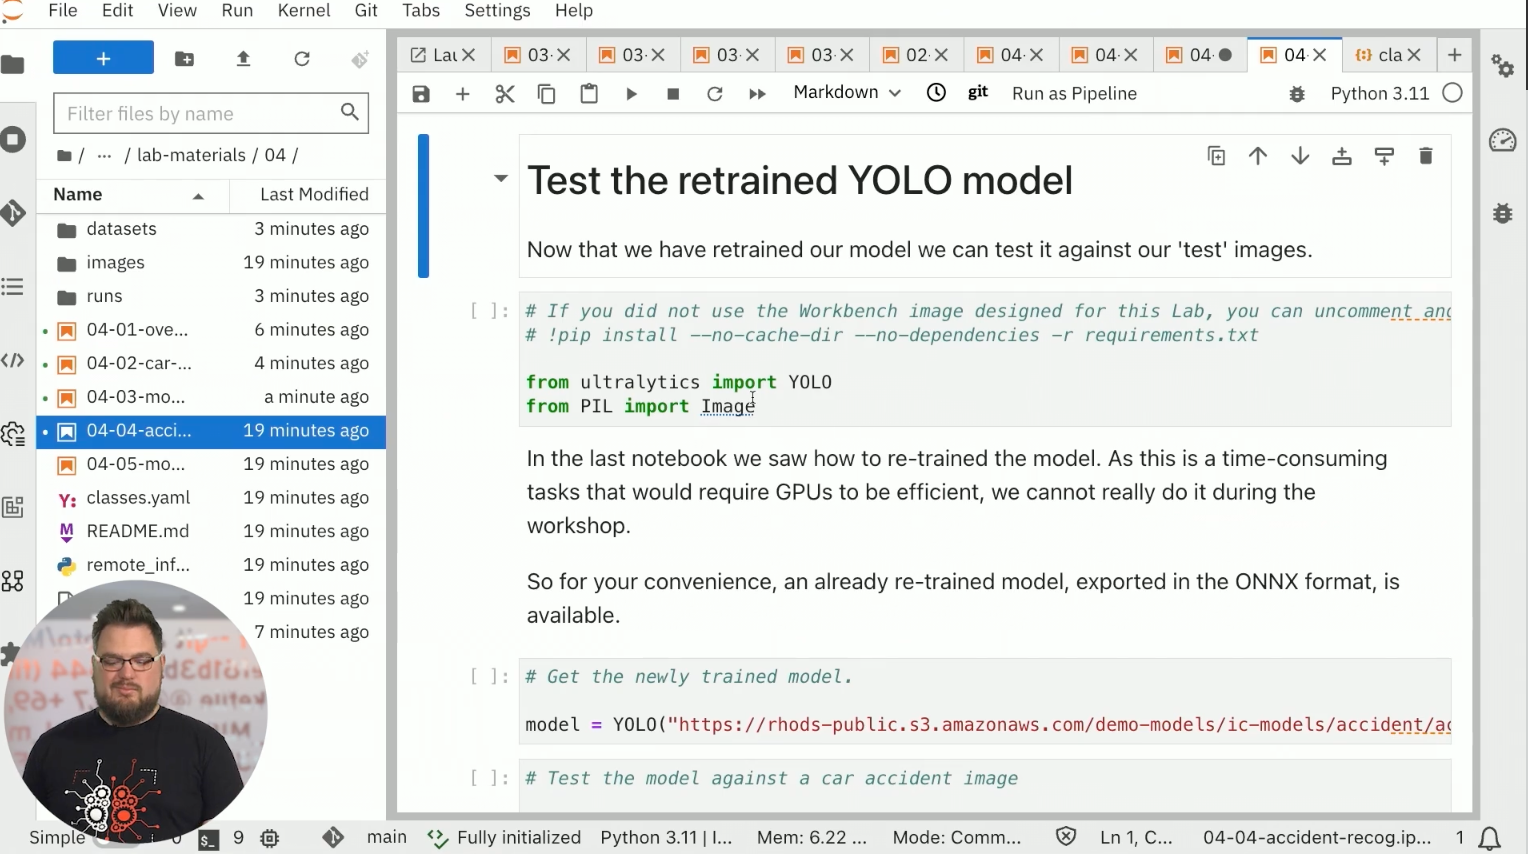 File Edit View Run Kernel Git Tabs Settings Help
+
Lau 03- 03- 03- 03- 02- 04- 04- 04- 04- cla +
Filter files by name
Markdown git Run as Pipeline Python 3.11
/ ... / lab-materials / 04 /
Name Last Modified
datasets 3 minutes ago
images 19 minutes ago
runs 3 minutes ago
04-01-ove... 6 minutes ago
04-02-car-... 4 minutes ago
04-03-mo... a minute ago
04-04-acci... 19 minutes ago
04-05-mo... 19 minutes ago
classes.yaml 19 minutes ago
README.md 19 minutes ago
remote_inf... 19 minutes ago
19 minutes ago
7 minutes ago
Test the retrained YOLO model
Now that we have retrained our model we can test it against our 'test' images.
[ ]: # If you did not use the Workbench image designed for this Lab, you can uncomment and
# !pip install --no-cache-dir --no-dependencies -r requirements.txt
from ultralytics import YOLO
from PIL import Image
In the last notebook we saw how to re-trained the model. As this is a time-consuming
tasks that would require GPUs to be efficient, we cannot really do it during the
workshop.
So for your convenience, an already re-trained model, exported in the ONNX format, is
available.
[ ]: # Get the newly trained model.
model = YOLO("https://rhods-public.s3.amazonaws.com/demo-models/ic-models/accident/ac
[ ]: # Test the model against a car accident image
Simple 0 9 main Fully initialized Python 3.11 | I... Mem: 6.22 ... Mode: Comm... Ln 1, C... 04-04-accident-recog.ip... 1